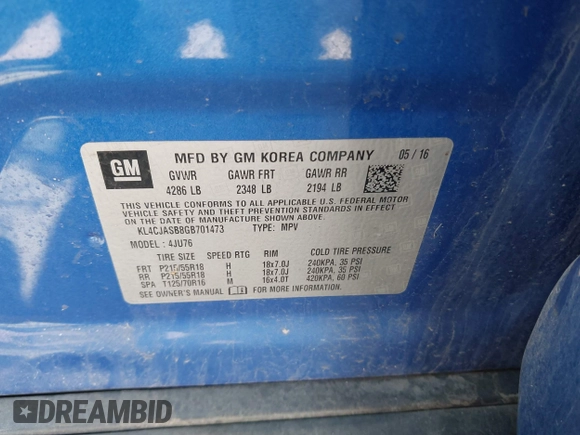 GM
MFD BY GM KOREA COMPANY 05 / 16
GVWR GAWR FRT GAWR RR
4286 LB 2348 LB 2194 LB
THIS VEHICLE CONFORMS TO ALL APPLICABLE U.S. FEDERAL MOTOR
VEHICLE SAFETY, BUMPER, AND THEFT PREVENTION STANDARDS
IN EFFECT ON THE DATE OF MANUFACTURE SHOWN ABOVE.
KL4CJASB8GB701473 TYPE: MPV
MODEL: 4JU76
TIRE SIZE SPEED RTG RIM COLD TIRE PRESSURE
FRT P215/55R18 H 18x7.0J 240KPA, 35 PSI
RR P215/55R18 H 18x7.0J 240KPA, 35 PSI
SPA T125/70R16 M 16x4.0T 420KPA, 60 PSI
SEE OWNER'S MANUAL FOR MORE INFORMATION.
DREAMBID